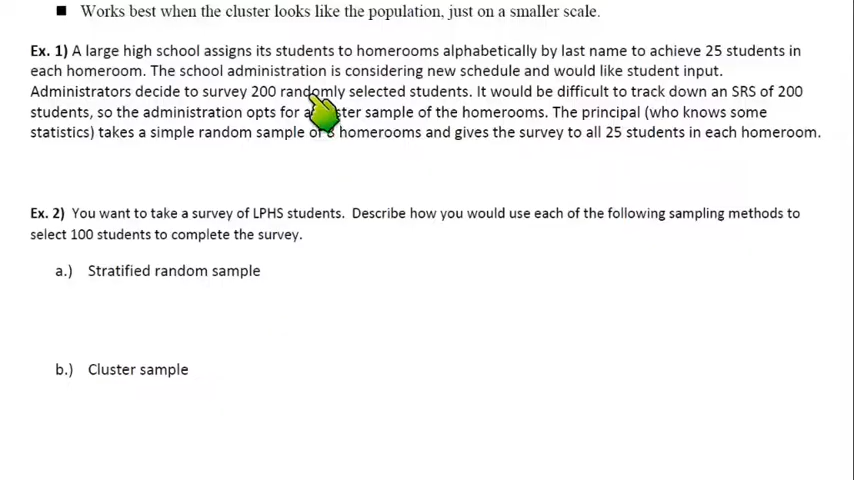 ■ Works best when the cluster looks like the population, just on a smaller scale.
Ex. 1) A large high school assigns its students to homerooms alphabetically by last name to achieve 25 students in
each homeroom. The school administration is considering new schedule and would like student input.
Administrators decide to survey 200 randomly selected students. It would be difficult to track down an SRS of 200
students, so the administration opts for a cluster sample of the homerooms. The principal (who knows some
statistics) takes a simple random sample of 8 homerooms and gives the survey to all 25 students in each homeroom.
Ex. 2) You want to take a survey of LPHS students. Describe how you would use each of the following sampling methods to
select 100 students to complete the survey.
a.) Stratified random sample
b.) Cluster sample